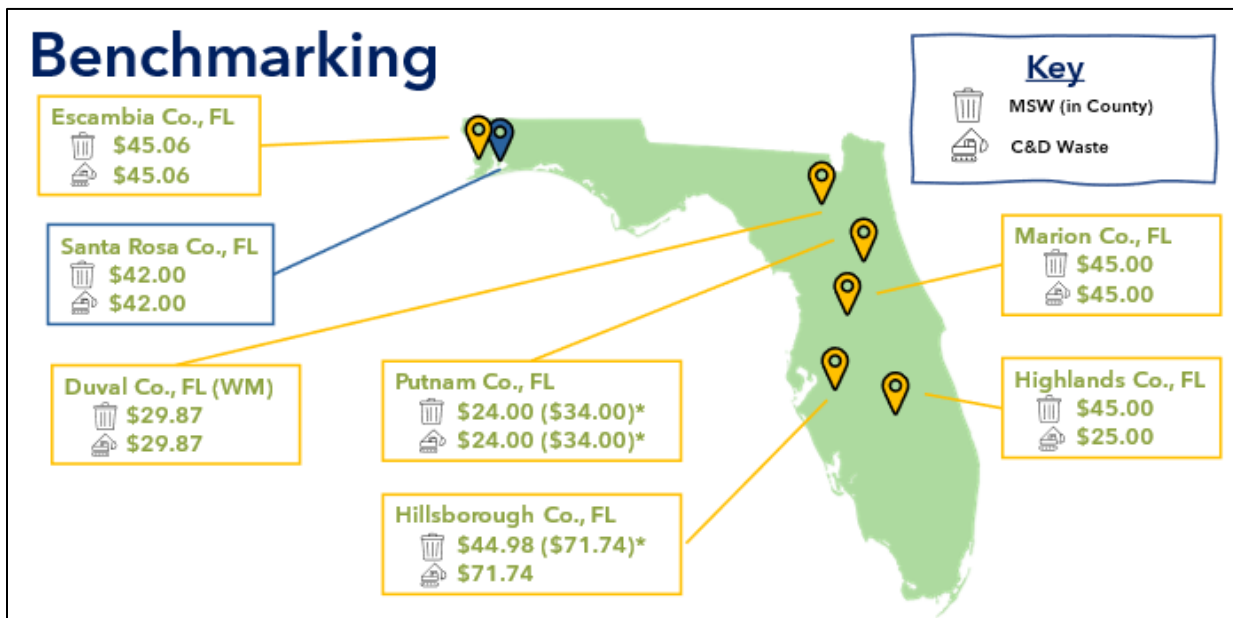 Benchmarking
Key
MSW (in County)
C&D Waste
Escambia Co., FL
$45.06
$45.06
Santa Rosa Co., FL
$42.00
$42.00
Marion Co., FL
$45.00
$45.00
Duval Co., FL (WM)
$29.87
$29.87
Putnam Co., FL
$24.00 ($34.00)*
$24.00 ($34.00)*
Highlands Co., FL
$45.00
$25.00
Hillsborough Co., FL
$44.98 ($71.74)*
$71.74